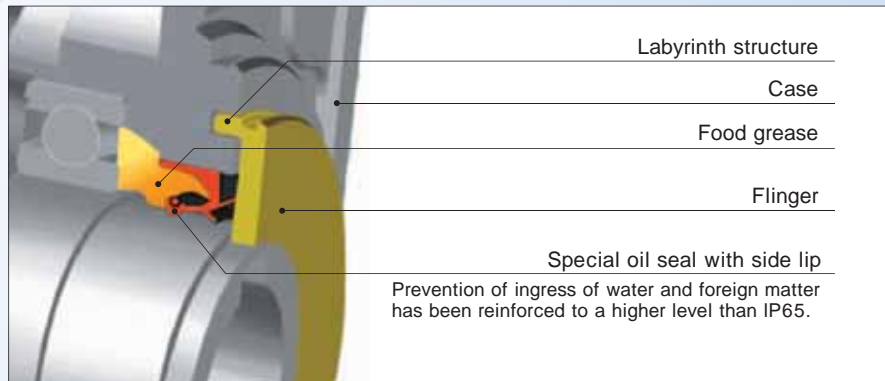 Labyrinth structure
Case
Food grease
Flinger
Special oil seal with side lip
Prevention of ingress of water and foreign matter
has been reinforced to a higher level than IP65.